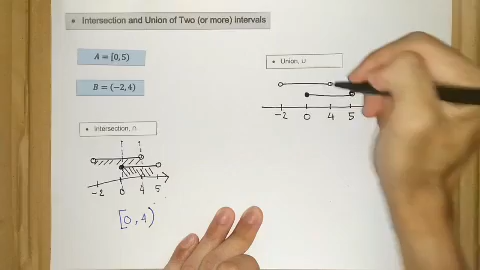 Intersection and Union of Two (or more) intervals
A = [0, 5)
B = (−2, 4)
Intersection, ∩
-2 0 4 5
[0, 4)
Union, ∪
-2 0 4 5